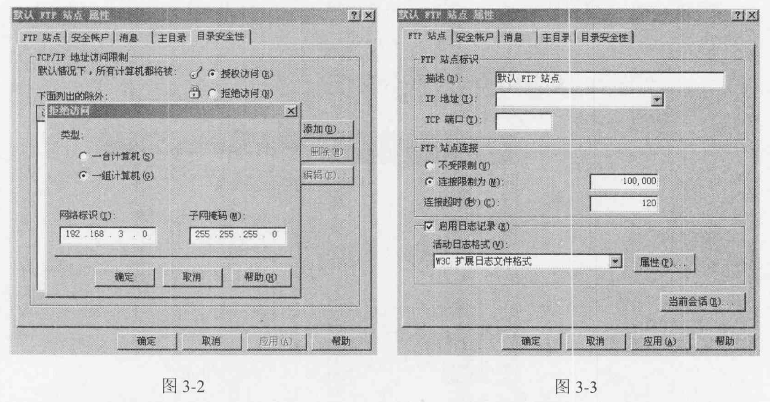 默认 FTP 站点 属性
FTP 站点 安全帐户 消息 主目录 目录安全性
TCP/IP 地址访问限制
默认情况下，所有计算机都将被:
授权访问(R)
拒绝访问(N)
下面列出的除外:
拒绝访问
类型:
一台计算机(S)
一组计算机(G)
网络标识(I):
子网掩码(M):
192 .168 . 3 . 0
255 .255 .255 . 0
确定 取消 帮助(H)
添加(D)...
删除(M)
编辑(T)...
确定 取消 应用(A) 帮助
图 3-2
默认 FTP 站点 属性
FTP 站点 安全帐户 消息 主目录 目录安全性
FTP 站点标识
描述(D): 默认 FTP 站点
IP 地址(I):
TCP 端口(T):
FTP 站点连接
不受限制(U)
连接限制为(M): 100,000
连接超时(秒)(C): 120
启用日志记录(E)
活动日志格式(V):
W3C 扩展日志文件格式
属性(P)...
当前会话(R)...
确定 取消 应用(A) 帮助
图 3-3